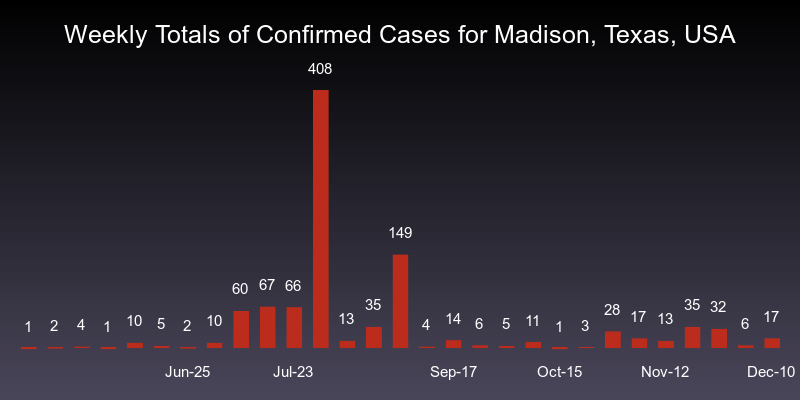 Weekly Totals of Confirmed Cases for Madison, Texas, USA
408
149
60 67 66
13 35
1 2 4 1 10 5 2 10
4 14 6 5 11 1 3 28 17 13 35 32 6 17
Jun-25 Jul-23 Sep-17 Oct-15 Nov-12 Dec-10